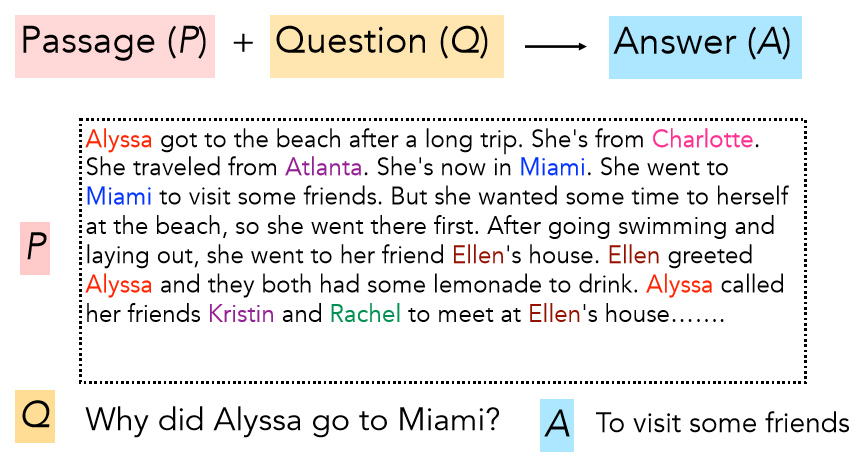 Passage (P) + Question (Q) → Answer (A)
Alyssa got to the beach after a long trip. She's from Charlotte.
She traveled from Atlanta. She's now in Miami. She went to
Miami to visit some friends. But she wanted some time to herself
at the beach, so she went there first. After going swimming and
laying out, she went to her friend Ellen's house. Ellen greeted
Alyssa and they both had some lemonade to drink. Alyssa called
her friends Kristin and Rachel to meet at Ellen's house…….
P
Q Why did Alyssa go to Miami? A To visit some friends